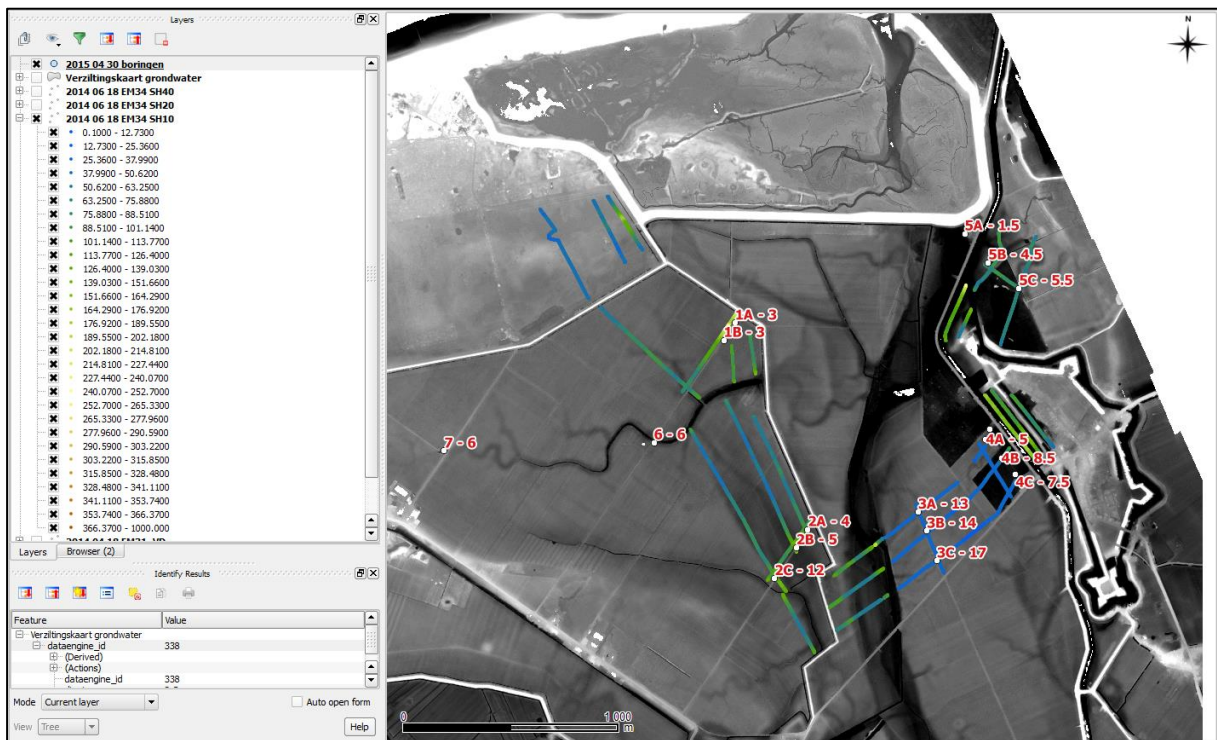 Layers
2015 04 30 boringen
Verziltingskaart grondwater
2014 06 18 EM34 SH40
2014 06 18 EM34 SH20
2014 06 18 EM34 SH10
0.1000 - 12.7300
12.7300 - 25.3600
25.3600 - 37.9900
37.9900 - 50.6200
50.6200 - 63.2500
63.2500 - 75.8800
75.8800 - 88.5100
88.5100 - 101.1400
101.1400 - 113.7700
113.7700 - 126.4000
126.4000 - 139.0300
139.0300 - 151.6600
151.6600 - 164.2900
164.2900 - 176.9200
176.9200 - 189.5500
189.5500 - 202.1800
202.1800 - 214.8100
214.8100 - 227.4400
227.4400 - 240.0700
240.0700 - 252.7000
252.7000 - 265.3300
265.3300 - 277.9600
277.9600 - 290.5900
290.5900 - 303.2200
303.2200 - 315.8500
315.8500 - 328.4800
328.4800 - 341.1100
341.1100 - 353.7400
353.7400 - 366.3700
366.3700 - 1000.000
Layers Browser (2)
Identify Results
Feature Value
Verziltingskaart grondwater
dataengine_id 338
(Derived)
(Actions)
dataengine_id 338
Mode Current layer Auto open form
View Tree Help
N
5A - 1.5
5B - 4.5
5C - 5.5
1A - 3
1B - 3
7 - 6
6 - 6
4A - 5
4B - 8.5
4C - 7.5
3A - 13
3B - 14
3C - 17
2A - 4
2B - 5
2C - 12
0 1 000
m